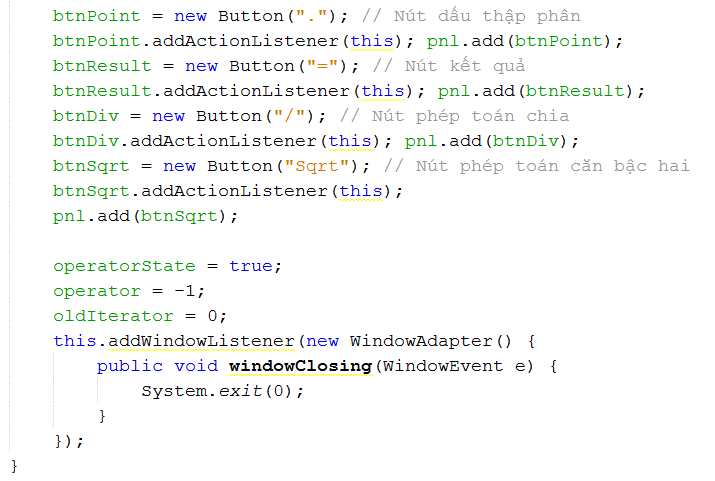 btnPoint = new Button("."); // Nút dấu thập phân
btnPoint.addActionListener(this); pnl.add(btnPoint);
btnResult = new Button("="); // Nút kết quả
btnResult.addActionListener(this); pnl.add(btnResult);
btnDiv = new Button("/"); // Nút phép toán chia
btnDiv.addActionListener(this); pnl.add(btnDiv);
btnSqrt = new Button("Sqrt"); // Nút phép toán căn bậc hai
btnSqrt.addActionListener(this);
pnl.add(btnSqrt);
operatorState = true;
operator = -1;
oldIterator = 0;
this.addWindowListener(new WindowAdapter() {
public void windowClosing(WindowEvent e) {
System.exit(0);
}
});
}